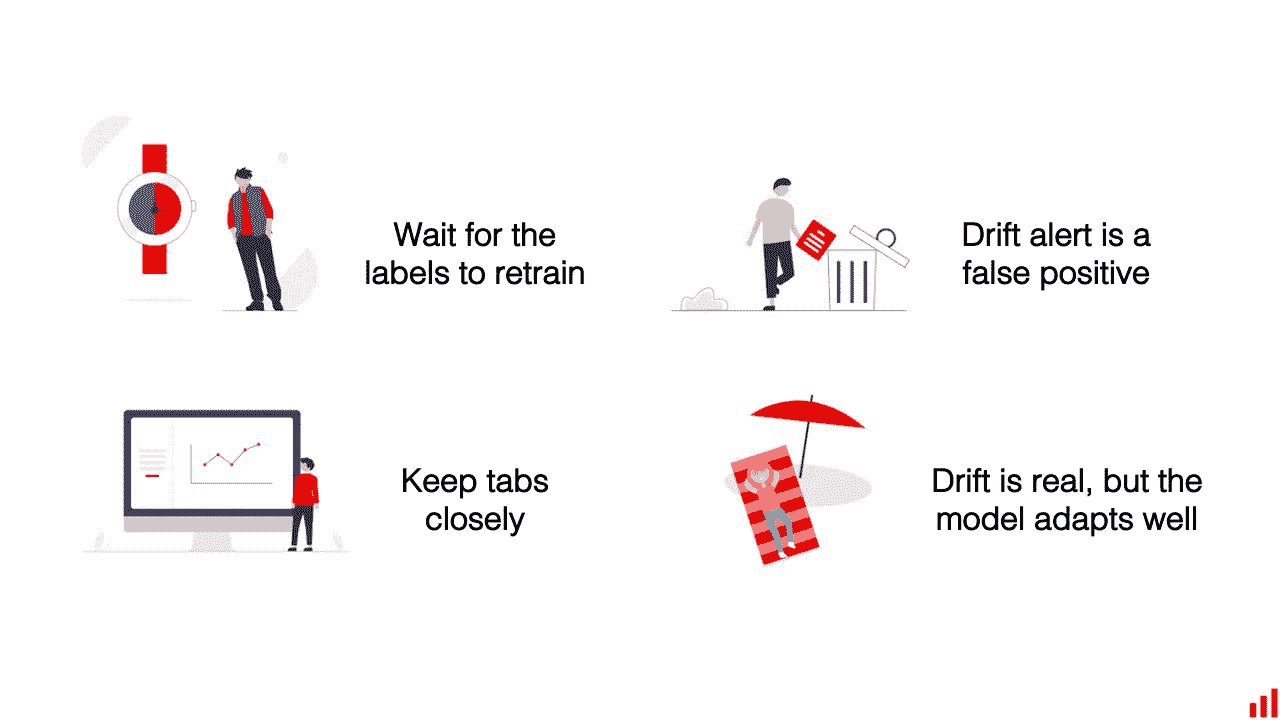 Wait for the
labels to retrain
Drift alert is a
false positive
Keep tabs
closely
Drift is real, but the
model adapts well